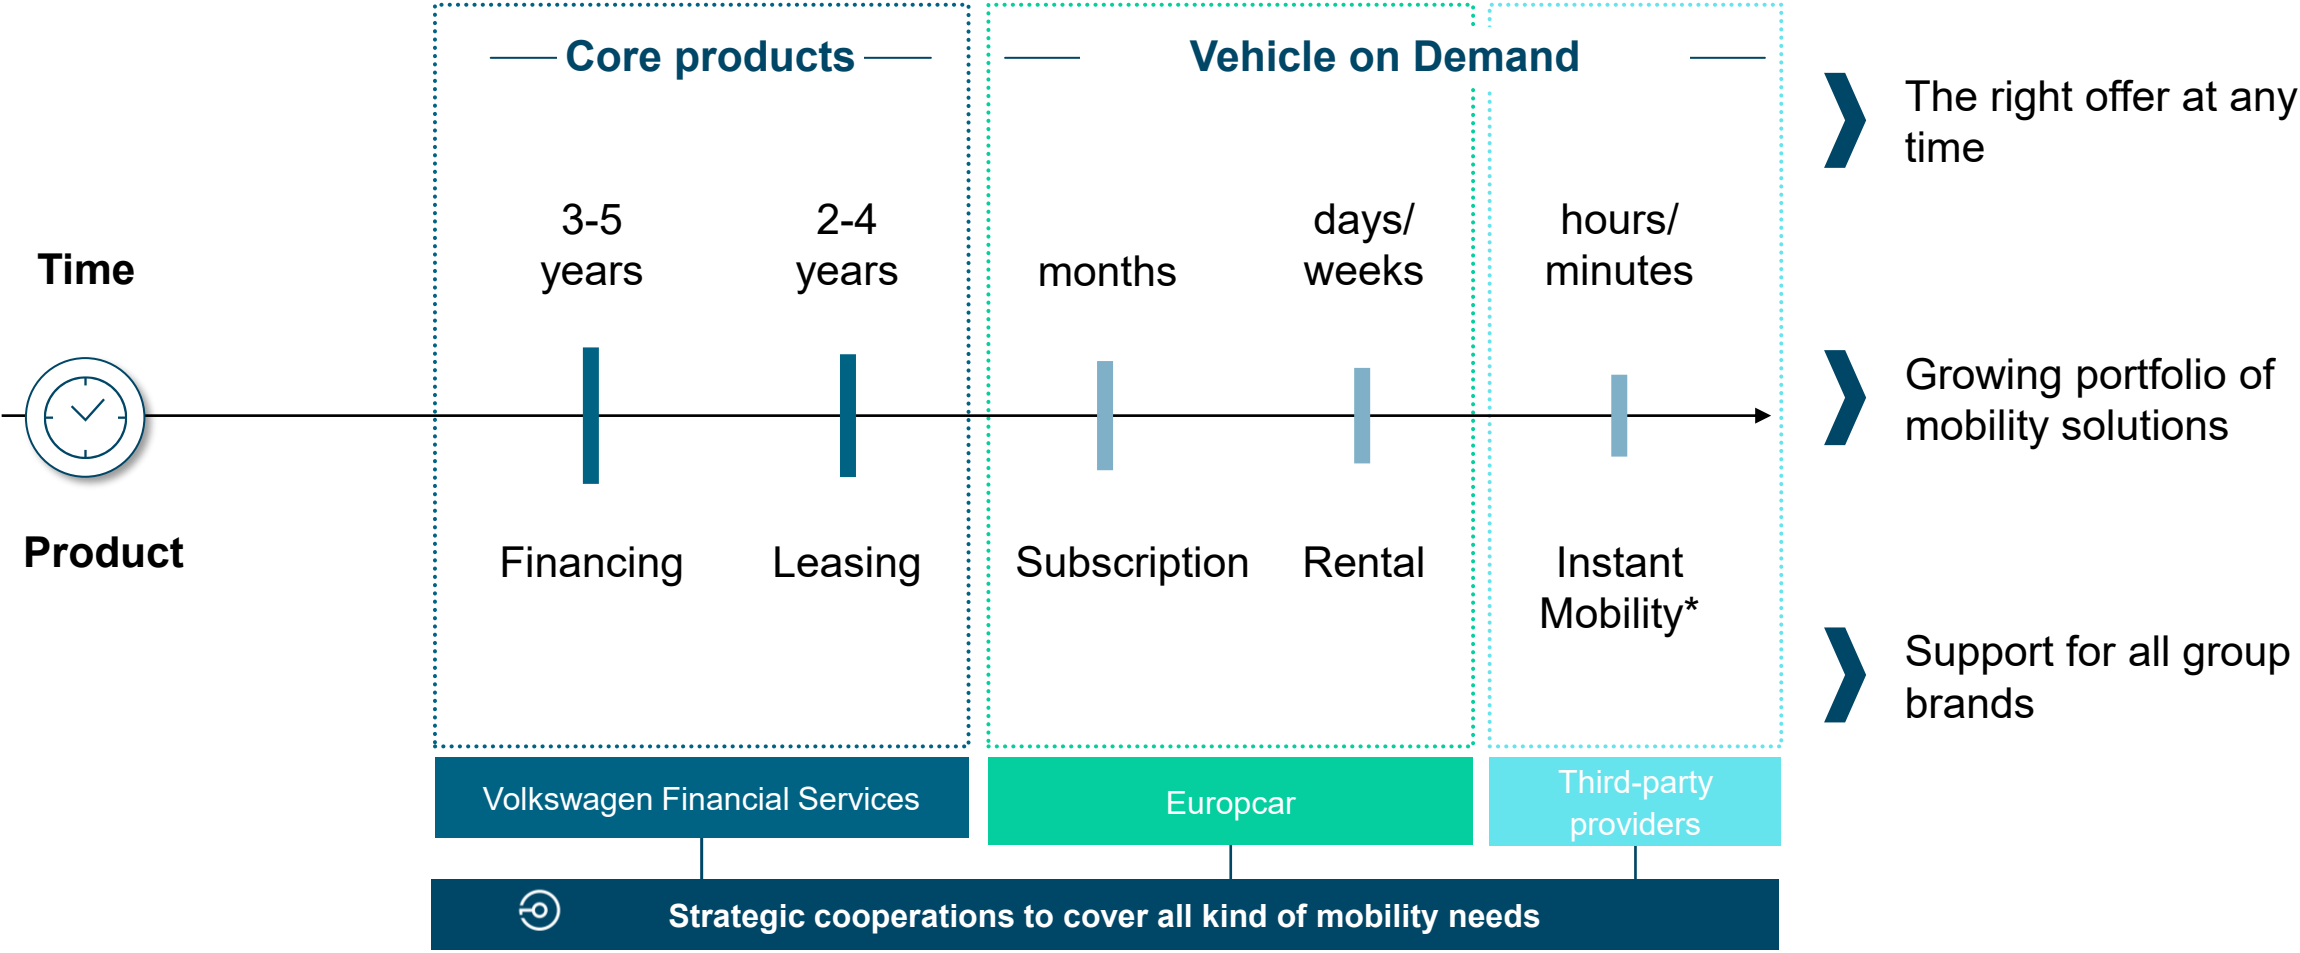 Core products
Vehicle on Demand
The right offer at any
time
Time
3-5
years
2-4
years
months
days/
weeks
hours/
minutes
Growing portfolio of
mobility solutions
Product
Financing
Leasing
Subscription
Rental
Instant
Mobility*
Support for all group
brands
Volkswagen Financial Services
Europcar
Third-party
providers
Strategic cooperations to cover all kind of mobility needs